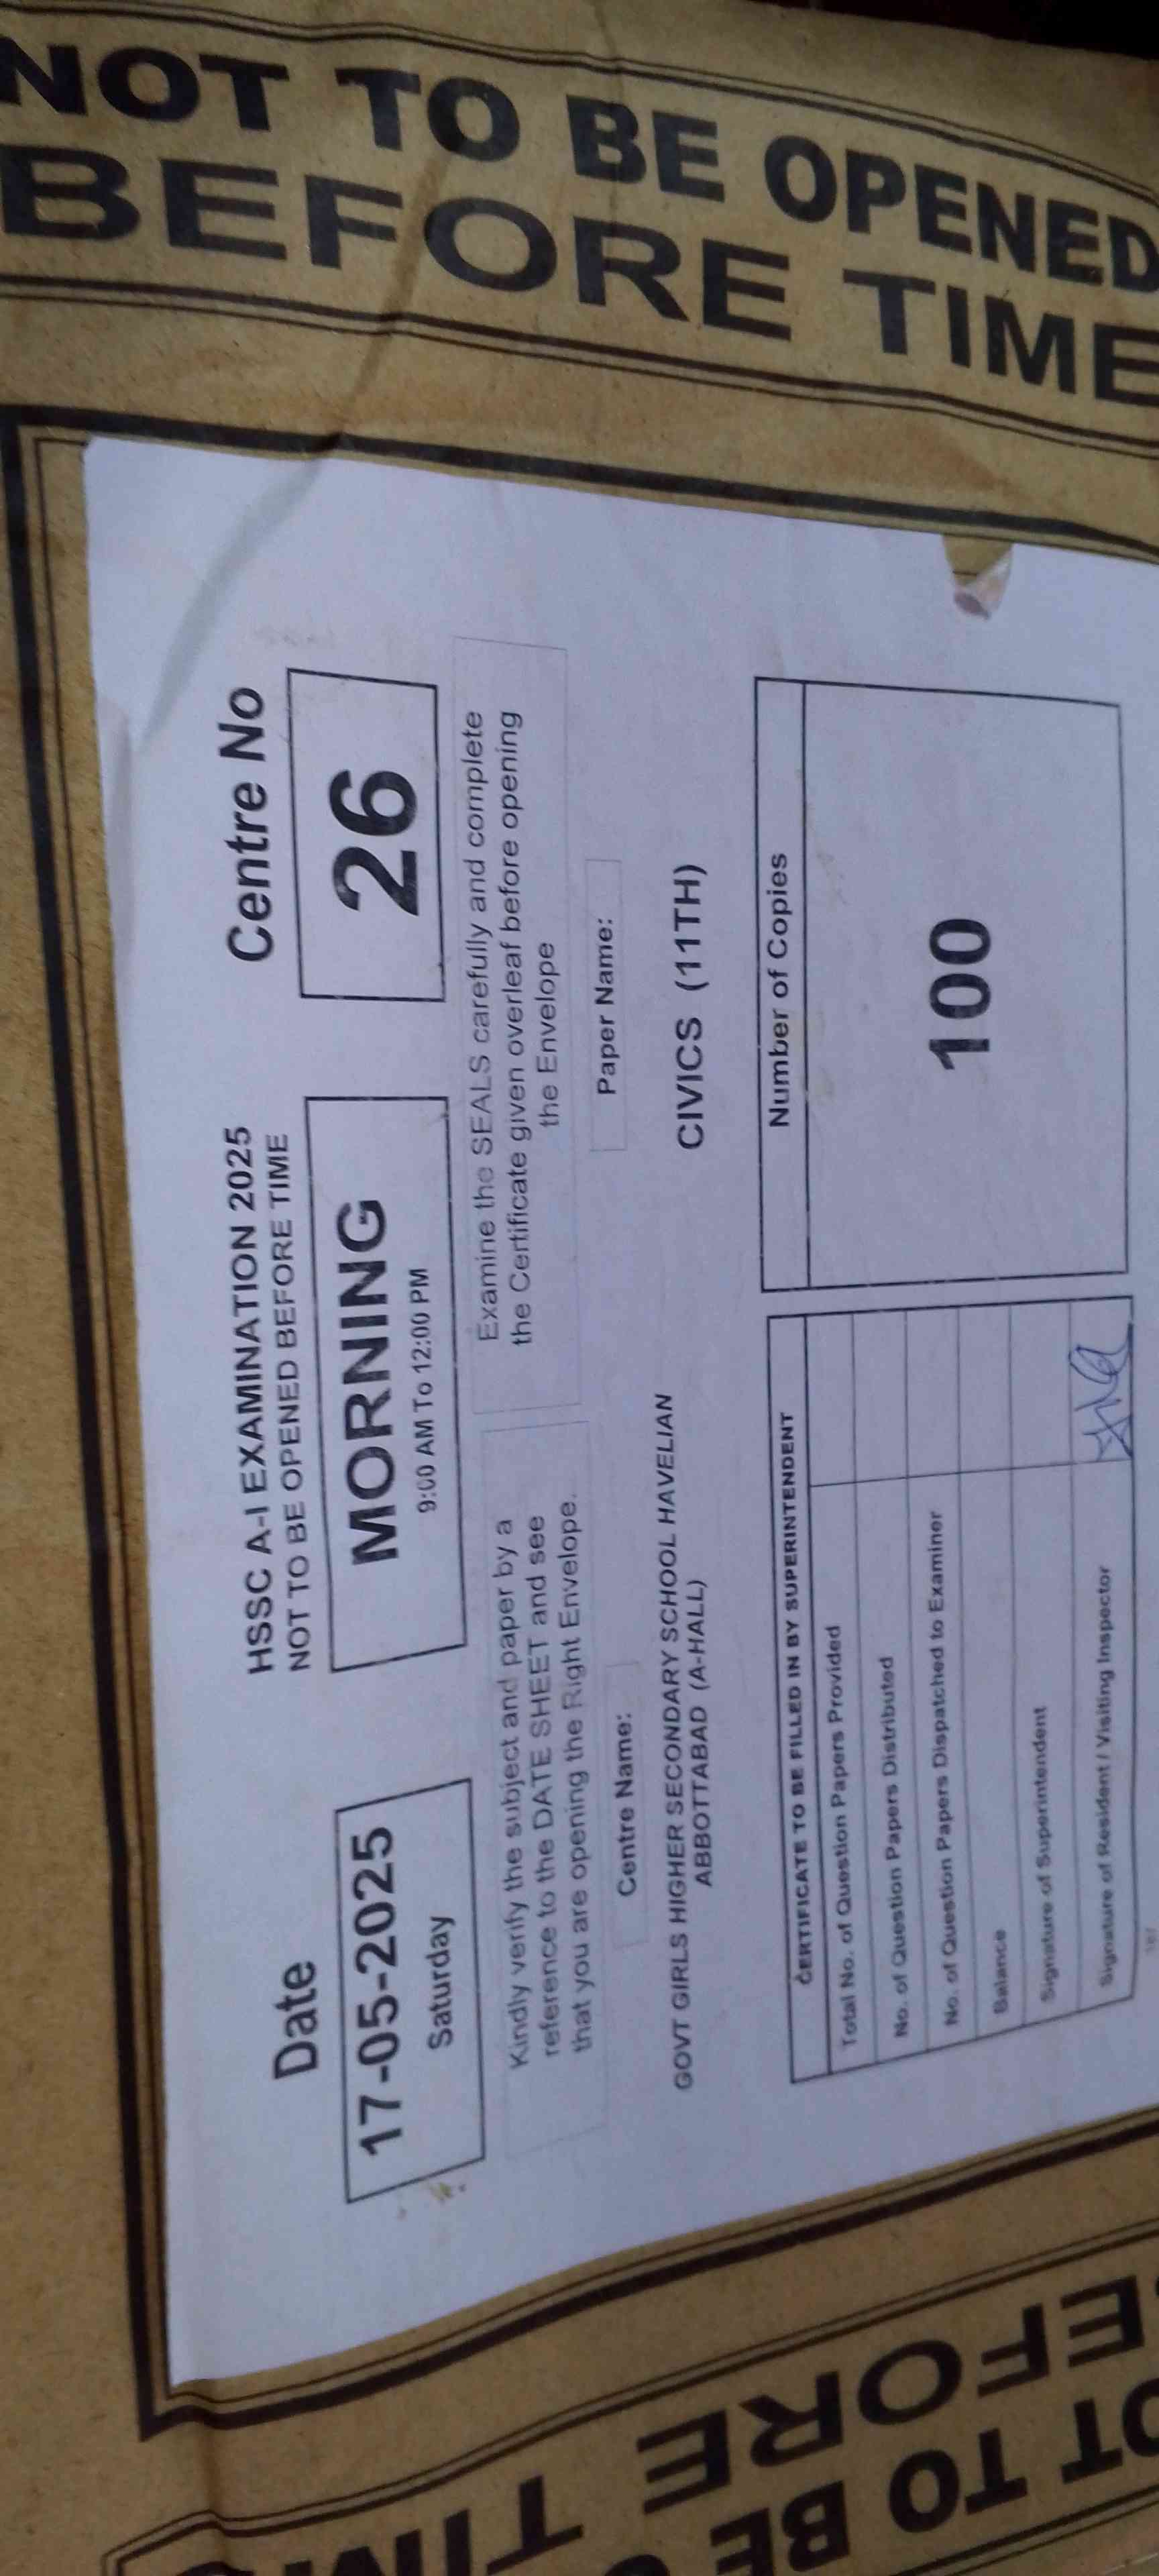 NOT TO BE OPENED
BEFORE TIME
HSSC A-I EXAMINATION 2025
NOT TO BE OPENED BEFORE TIME
Date
17-05-2025
Saturday
MORNING
9:00 AM To 12:00 PM
Centre No
26
Kindly verify the subject and paper by a
reference to the DATE SHEET and see
that you are opening the Right Envelope.
Examine the SEALS carefully and complete
the Certificate given overleaf before opening
the Envelope
Centre Name:
GOVT GIRLS HIGHER SECONDARY SCHOOL HAVELIAN
ABBOTTABAD (A-HALL)
Paper Name:
CIVICS (11TH)
CERTIFICATE TO BE FILLED IN BY SUPERINTENDENT
Total No. of Question Papers Provided
No. of Question Papers Distributed
No. of Question Papers Dispatched to Examiner
Balance
Signature of Superintendent
Signature of Resident / Visiting Inspector
Number of Copies
100
OT TO BE
EFORE TIM